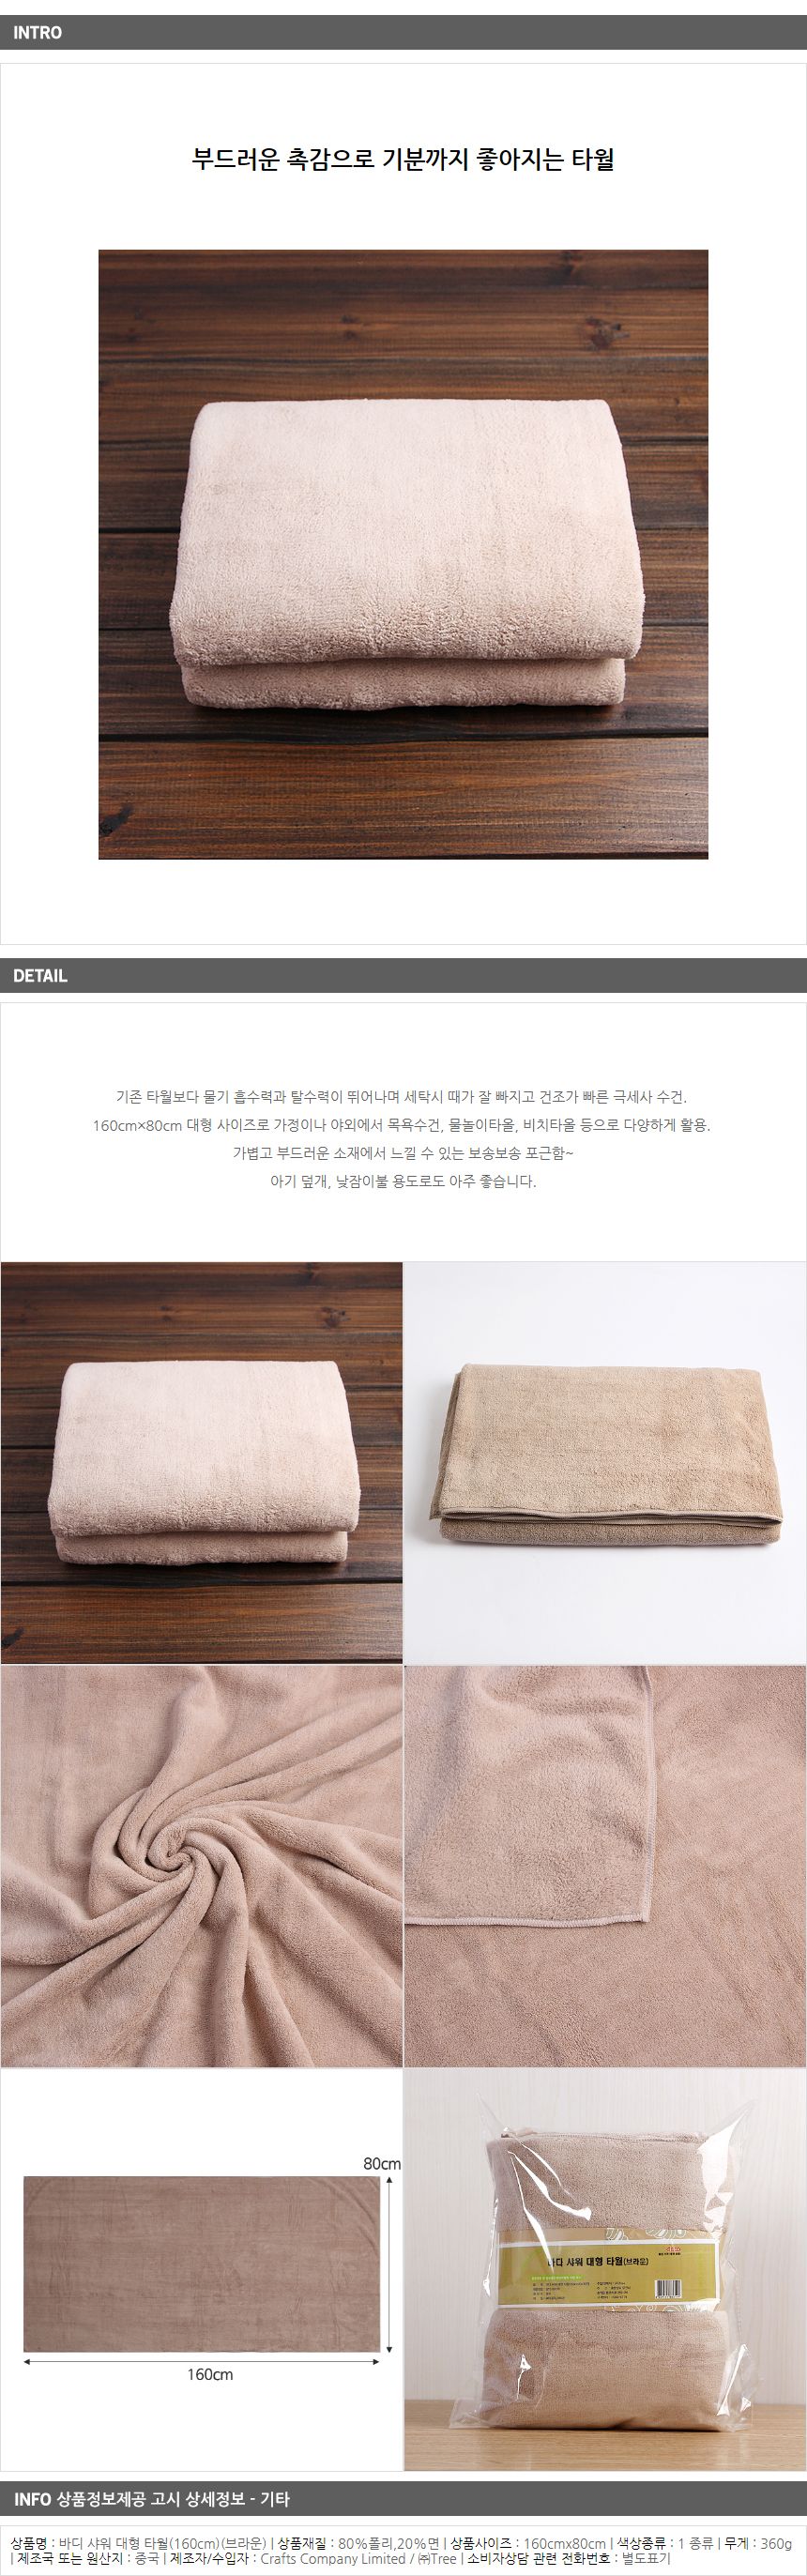 INTRO
부드러운 촉감으로 기분까지 좋아지는 타월
DETAIL
기존 타월보다 물기 흡수력과 탈수력이 뛰어나며 세탁시 때가 잘 빠지고 건조가 빠른 극세사 수건.
160cm×80cm 대형 사이즈로 가정이나 야외에서 목욕수건, 물놀이타올, 비치타올 등으로 다양하게 활용.
가볍고 부드러운 소재에서 느낄 수 있는 보송보송 포근함~
아기 덮개, 낮잠이불 용도로도 아주 좋습니다.
80cm
160cm
바디 샤워 대형 타월(브라운)
INFO 상품정보제공 고시 상세정보 - 기타
상품명 : 바디 샤워 대형 타월(160cm)(브라운) | 상품재질 : 80%폴리,20%면 | 상품사이즈 : 160cmx80cm | 색상종류 : 1 종류 | 무게 : 360g
| 제조국 또는 원산지 : 중국 | 제조자/수입자 : Crafts Company Limited / ㈜Tree | 소비자상담 관련 전화번호 : 별도표기